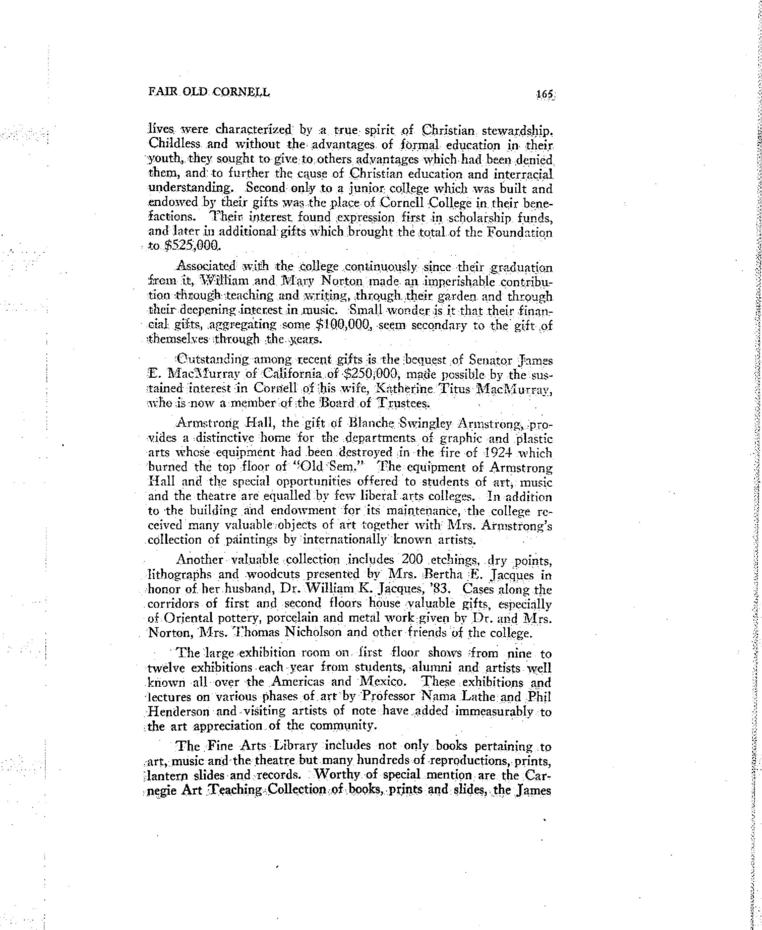 FAIR OLD CORNELL 165
lives were characterized by a true spirit of Christian stewardship.
Childless and without the advantages of formal education in their
youth, they sought to give to others advantages which had been denied
them, and to further the cause of Christian education and interracial
understanding. Second only to a junior college which was built and
endowed by their gifts was the place of Cornell College in their bene-
factions. Their interest found expression first in scholarship funds,
and later in additional gifts which brought the total of the Foundation
to $525,000.
Associated with the college continuously since their graduation
from it, William and Mary Norton made an imperishable contribu-
tion through teaching and writing, through their garden and through
their deepening interest in music. Small wonder is it that their finan-
cial gifts, aggregating some $100,000, seem secondary to the gift of
themselves through the years.
Outstanding among recent gifts is the bequest of Senator James
E. MacMurray of California of $250,000, made possible by the sus-
tained interest in Cornell of his wife, Katherine Titus MacMurray,
who is now a member of the Board of Trustees.
Armstrong Hall, the gift of Blanche Swingley Armstrong, pro-
vides a distinctive home for the departments of graphic and plastic
arts whose equipment had been destroyed in the fire of 1924 which
burned the top floor of "Old Sem." The equipment of Armstrong
Hall and the special opportunities offered to students of art, music
and the theatre are equalled by few liberal arts colleges. In addition
to the building and endowment for its maintenance, the college re-
ceived many valuable objects of art together with Mrs. Armstrong's
collection of paintings by internationally known artists.
Another valuable collection includes 200 etchings, dry points,
lithographs and woodcuts presented by Mrs. Bertha E. Jacques in
honor of her husband, Dr. William K. Jacques, '83. Cases along the
corridors of first and second floors house valuable gifts, especially
of Oriental pottery, porcelain and metal work given by Dr. and Mrs.
Norton, Mrs. Thomas Nicholson and other friends of the college.
The large exhibition room on first floor shows from nine to
twelve exhibitions each year from students, alumni and artists well
known all over the Americas and Mexico. These exhibitions and
lectures on various phases of art by Professor Nama Lathe and Phil
Henderson and visiting artists of note have added immeasurably to
the art appreciation of the community.
The Fine Arts Library includes not only books pertaining to
art, music and the theatre but many hundreds of reproductions, prints,
lantern slides and records. Worthy of special mention are the Car-
negie Art Teaching Collection of books, prints and slides, the James